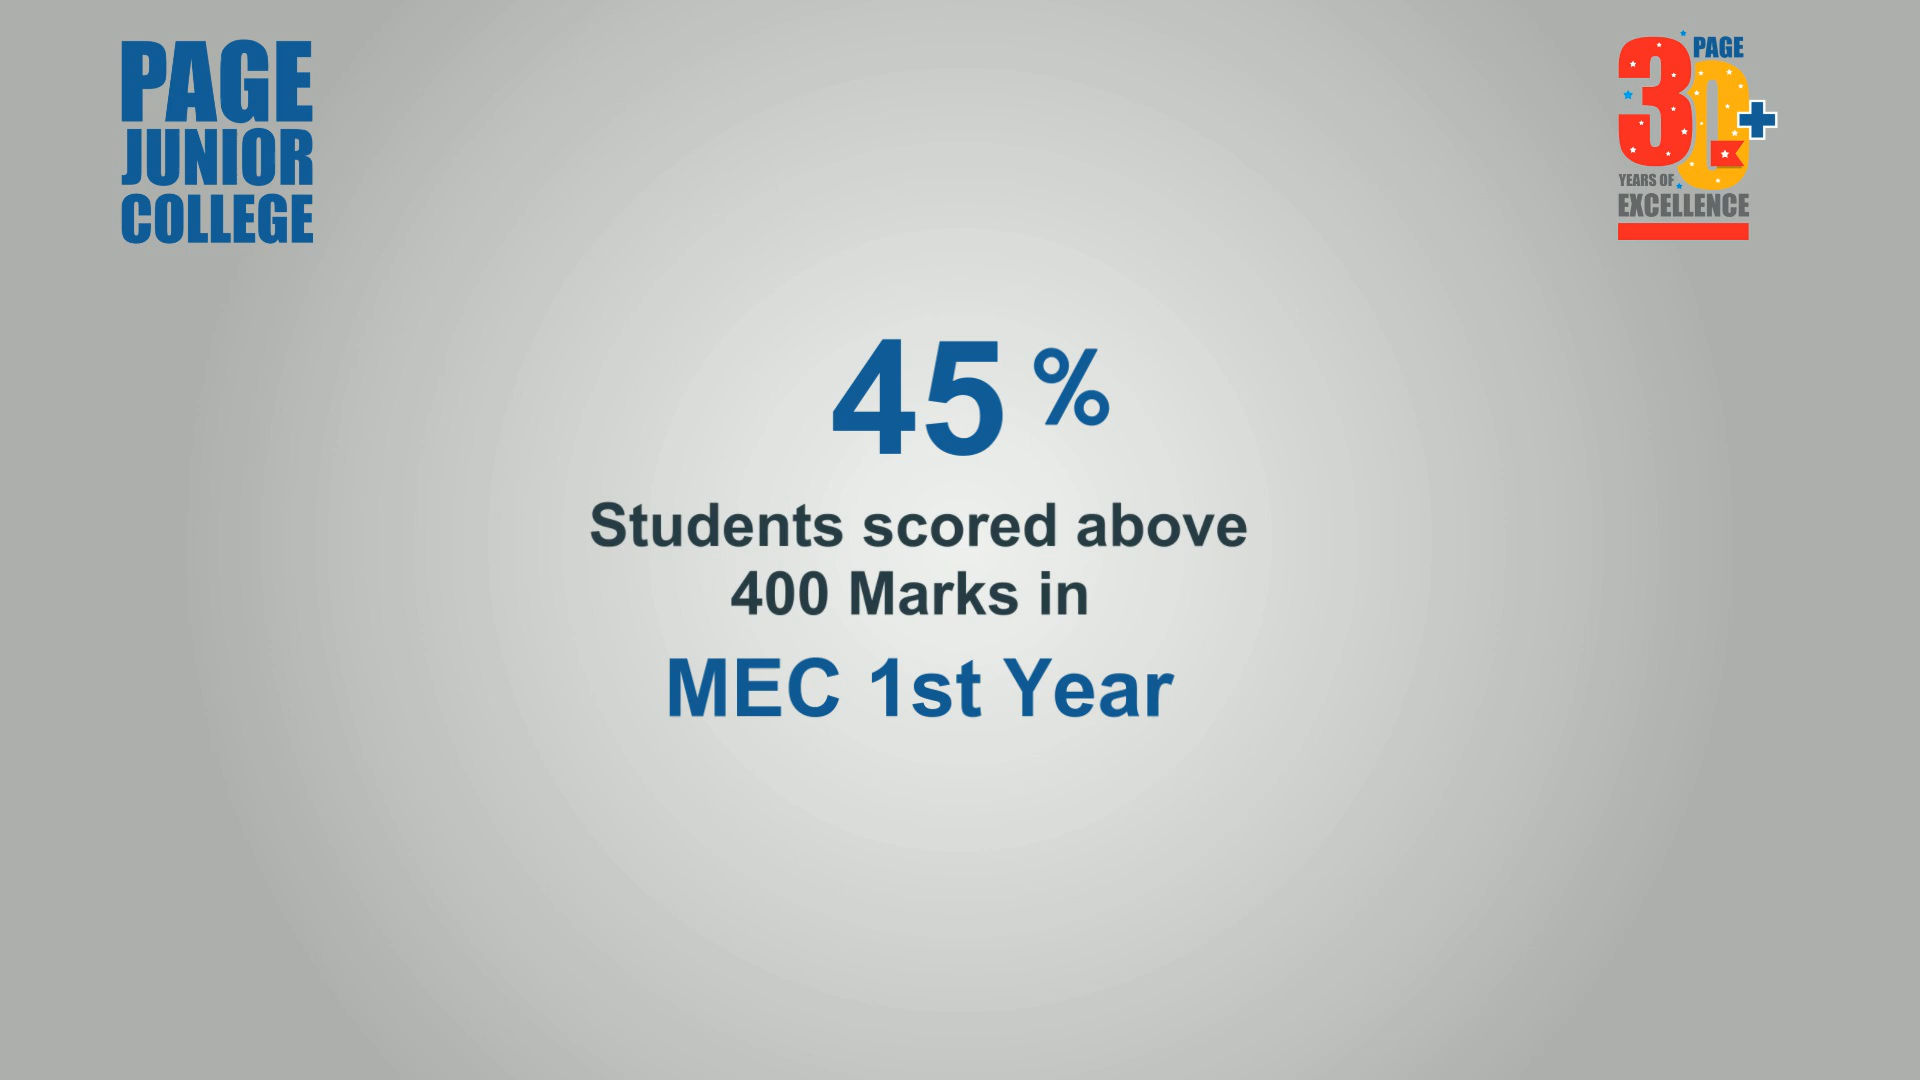 PAGE
JUNIOR
COLLEGE
PAGE
30+
YEARS OF
EXCELLENCE
45 %
Students scored above
400 Marks in
MEC 1st Year